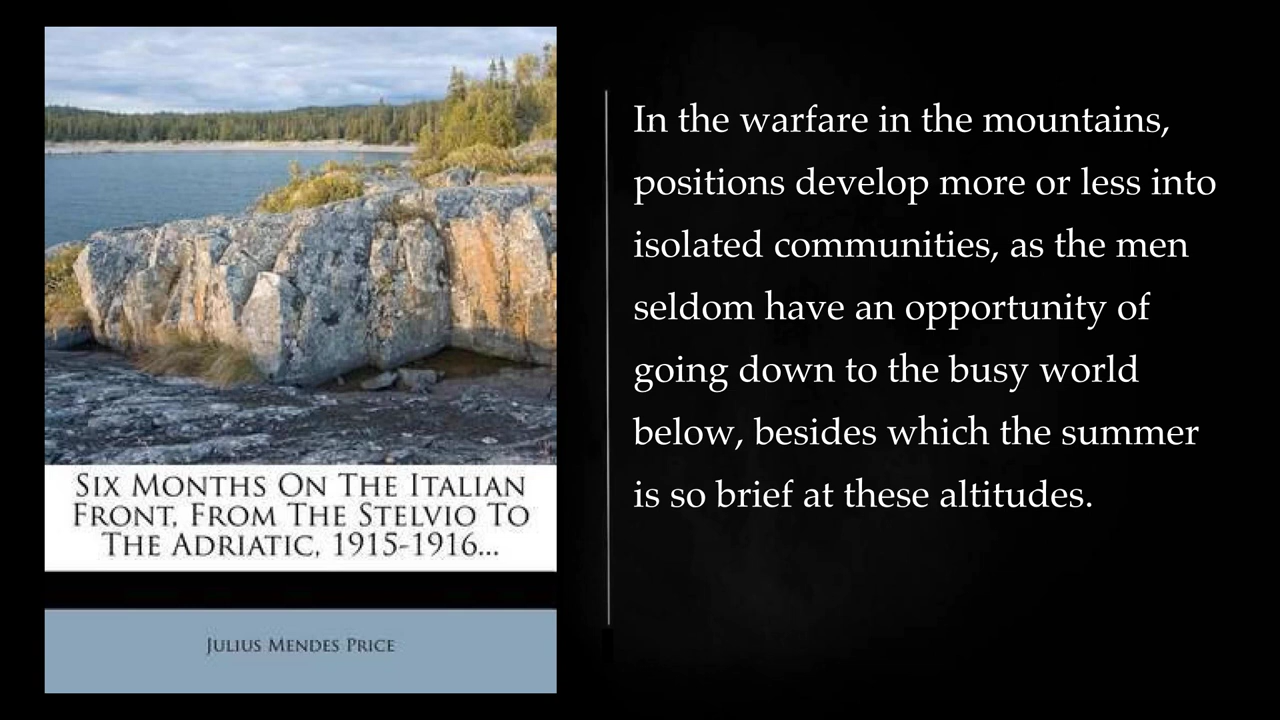 Six Months On The Italian
Front, From The Stelvio To
The Adriatic, 1915-1916...
Julius Mendes Price
In the warfare in the mountains,
positions develop more or less into
isolated communities, as the men
seldom have an opportunity of
going down to the busy world
below, besides which the summer
is so brief at these altitudes.